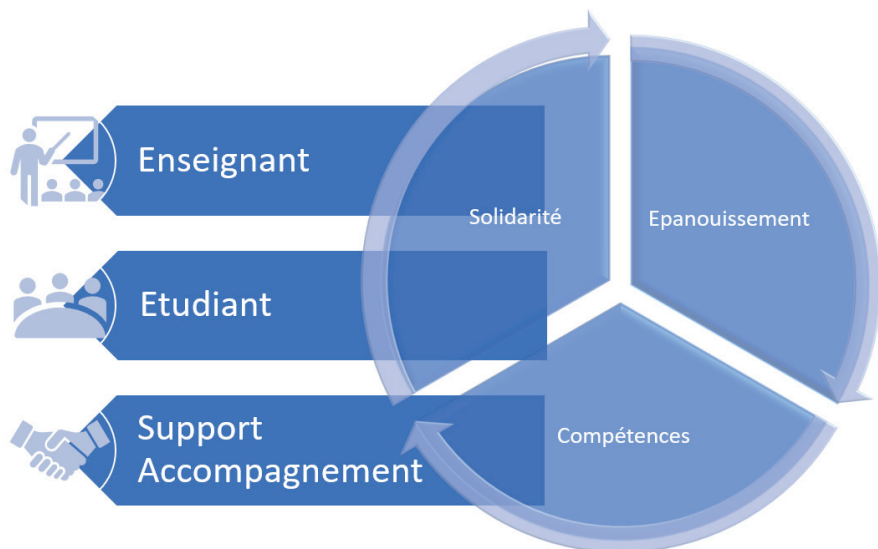 Enseignant
Solidarité
Epanouissement
Etudiant
Support
Accompagnement
Compétences